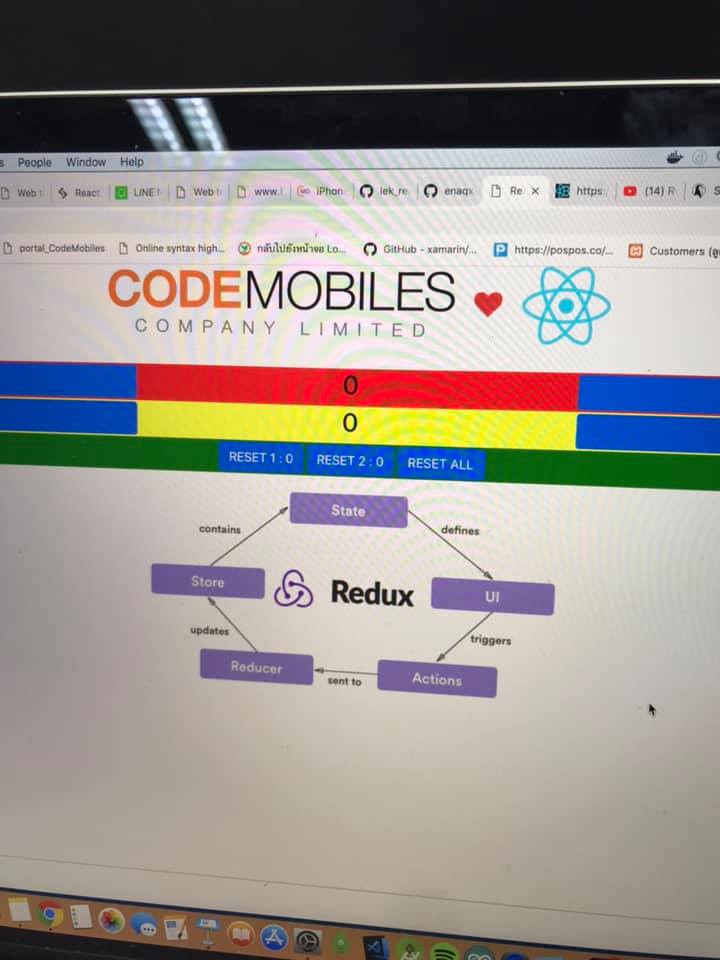 People Window Help
Web t React LINE Web t www.l iPhon lek_re enaqx Re × https:/ (14) R
portal_CodeMobiles Online syntax high... กลับไปยังหน้าจอ Lo... GitHub - xamarin/... https://pospos.co/... Customers
CODEMOBILES
COMPANY LIMITED
0
0
RESET 1 : 0 RESET 2 : 0 RESET ALL
State
contains defines
Store Redux UI
updates triggers
Reducer sent to Actions